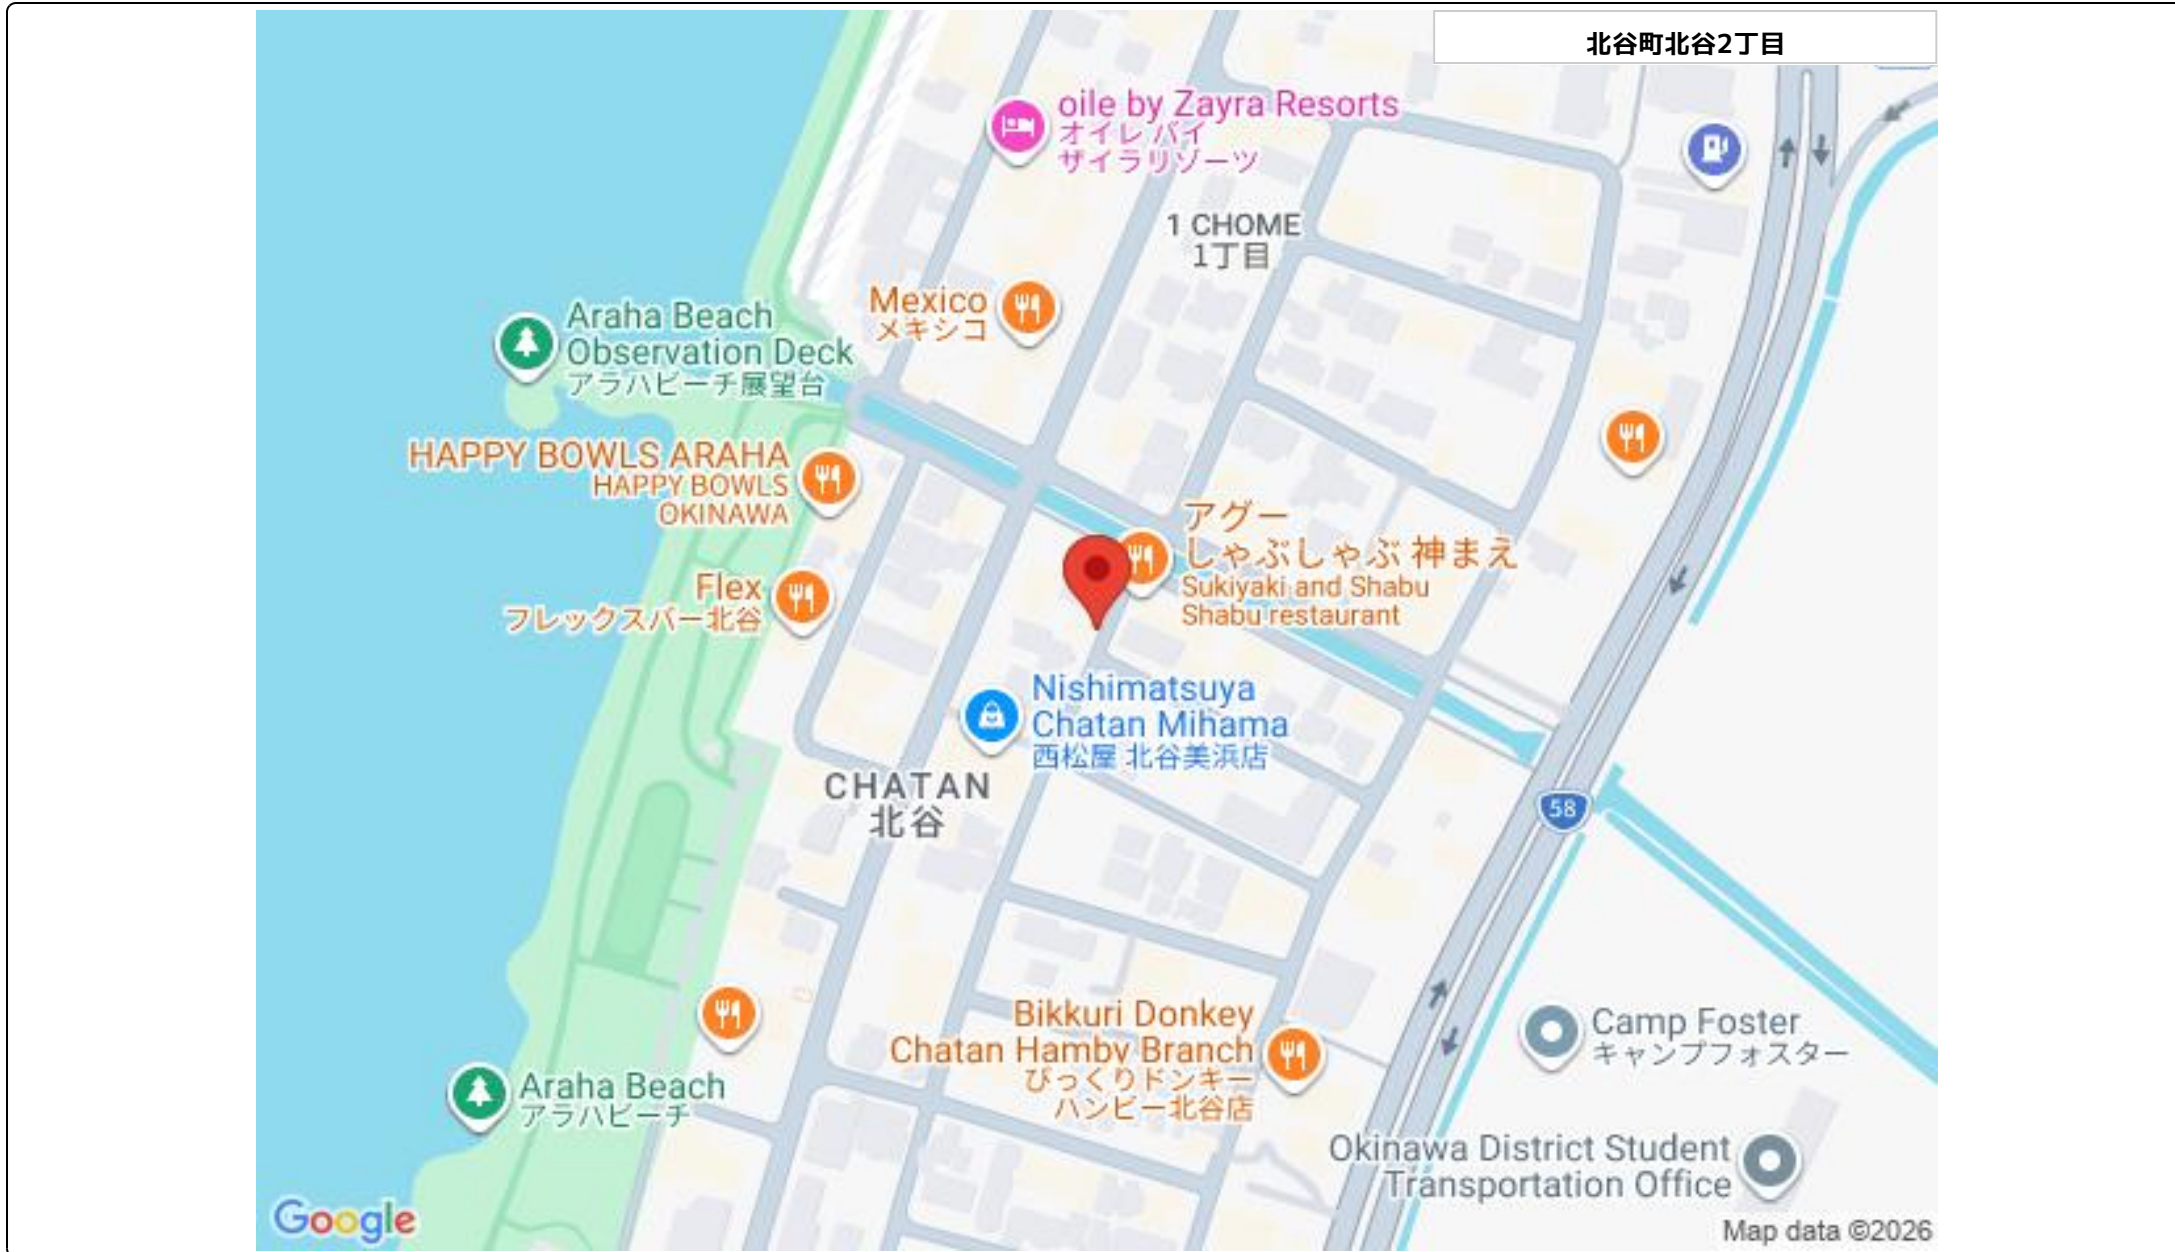 北谷町北谷2丁目
oile by Zayra Resorts
オイレ バイ
ザイラリゾーツ
1 CHOME
1丁目
Mexico
メキシコ
Araha Beach
Observation Deck
アラハビーチ展望台
HAPPY BOWLS ARAHA
HAPPY BOWLS
OKINAWA
アグー
しゃぶしゃぶ 神まえ
Sukiyaki and Shabu
Shabu restaurant
Flex
フレックスバー北谷
Nishimatsuya
Chatan Mihama
西松屋 北谷美浜店
CHATAN
北谷
58
Bikkuri Donkey
Chatan Hamby Branch
びっくりドンキー
ハンビー北谷店
Camp Foster
キャンプフォスター
Araha Beach
アラハビーチ
Okinawa District Student
Transportation Office
Google
Map data ©2026